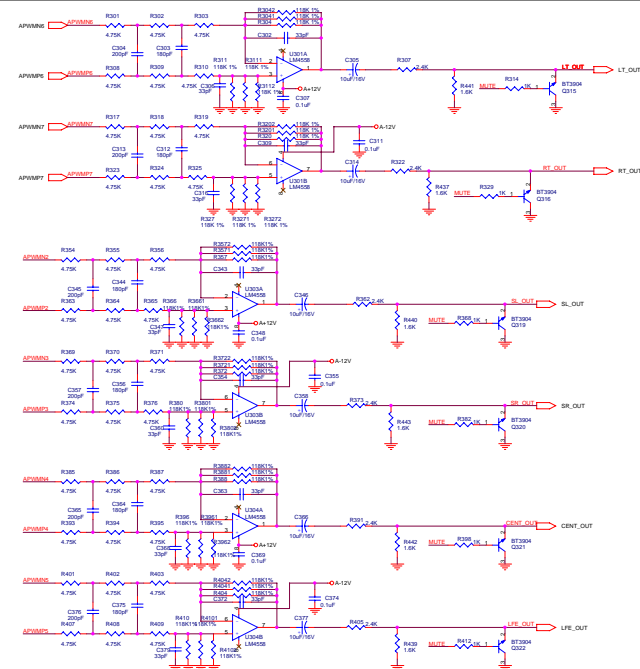 APWMN6 APWMN6 R301 4.75K R302 4.75K R303 4.75K
R3042 118K 1%
R3041 118K 1%
R304 118K 1%
C302 33pF
C304 200pF C303 180pF
U301A LM4558
APWMP6 APWMP6 R308 4.75K R309 4.75K R310 4.75K
R311 118K 1% R3111 118K 1%
R3112 118K 1%
33pF
A+12V
C307 0.1uF
C305 10uF/16V R307 2.4K
R441 1.6K
MUTE R314 1K
BT3904 Q315
LT_OUT LT_OUT
APWMN7 APWMN7 R317 4.75K R318 4.75K R319 4.75K
R3202 118K 1%
R3201 118K 1%
R320 118K 1%
C309 33pF
A-12V
C311 0.1uF
C313 200pF C312 180pF
U301B LM4558
APWMP7 APWMP7 R323 4.75K R324 4.75K R325 4.75K
33pF
R327 118K 1% R3271 118K 1% R3272 118K 1%
C314 10uF/16V R322 2.4K
R437 1.6K
MUTE R329 1K
BT3904 Q316
RT_OUT RT_OUT
APWMN2 R354 4.75K R355 4.75K R356 4.75K
R3572 118K1%
R3571 118K1%
R357 118K1%
C343 33pF
C345 200pF C344 180pF
U303A LM4558
APWMP2 R363 4.75K R364 4.75K R365 4.75K
R366 118K1% R3661 118K1%
R3662
C347 33pF
A+12V
C348 0.1uF
C346 10uF/16V R362 2.4K
R440 1.6K
MUTE R368 1K
BT3904 Q319
SL_OUT SL_OUT
APWMN3 R369 4.75K R370 4.75K R371 4.75K
R3722 118K1%
R3721 118K1%
R372 118K1%
C354 33pF
A-12V
C355 0.1uF
C357 200pF C356 180pF
U303B LM4558
APWMP3 R374 4.75K R375 4.75K R376 4.75K
R380 118K1% R3801 118K1%
R3802 118K1%
C360 33pF
C358 10uF/16V R373 2.4K
R443 1.6K
MUTE R382 1K
BT3904 Q320
SR_OUT SR_OUT
APWMN4 R385 4.75K R386 4.75K R387 4.75K
R3882 118K1%
R3881 118K1%
R388 118K1%
C363 33pF
C365 200pF C364 180pF
U304A LM4558
APWMP4 R393 4.75K R394 4.75K R395 4.75K
R396 118K1% R3961 118K1%
R3962 118K1%
C368 33pF
A+12V
C369 0.1uF
C366 10uF/16V R391 2.4K
R442 1.6K
MUTE R398 1K
BT3904 Q321
CENT_OUT CENT_OUT
APWMN5 R401 4.75K R402 4.75K R403 4.75K
R4042 118K1%
R4041 118K1%
R404 118K1%
C372 33pF
A-12V
C374 0.1uF
C376 200pF C375 180pF
U304B LM4558
APWMP5 R407 4.75K R408 4.75K R409 4.75K
R410 118K1% R4101 118K1%
R4102 118K1%
C379 33pF
C377 10uF/16V R405 2.4K
R439 1.6K
MUTE R412 1K
BT3904 Q322
LFE_OUT LFE_OUT